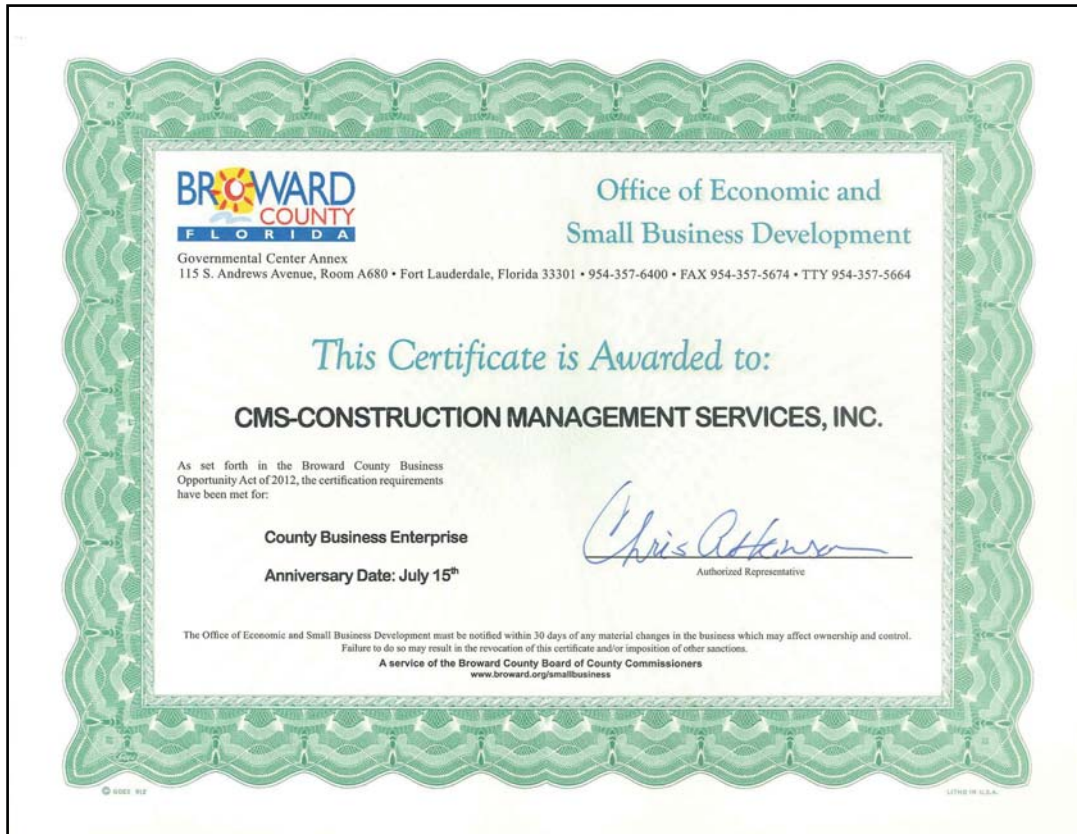 BROWARD
COUNTY
FLORIDA
Office of Economic and
Small Business Development
Governmental Center Annex
115 S. Andrews Avenue, Room A680 • Fort Lauderdale, Florida 33301 • 954-357-6400 • FAX 954-357-5674 • TTY 954-357-5664
This Certificate is Awarded to:
CMS-CONSTRUCTION MANAGEMENT SERVICES, INC.
As set forth in the Broward County Business
Opportunity Act of 2012, the certification requirements
have been met for:
County Business Enterprise
Anniversary Date: July 15th
Chris Atkinson
Authorized Representative
The Office of Economic and Small Business Development must be notified within 30 days of any material changes in the business which may affect ownership and control.
Failure to do so may result in the revocation of this certificate and/or imposition of other sanctions.
A service of the Broward County Board of County Commissioners
www.broward.org/smallbusiness
© GOES 912
LITHO IN U.S.A.